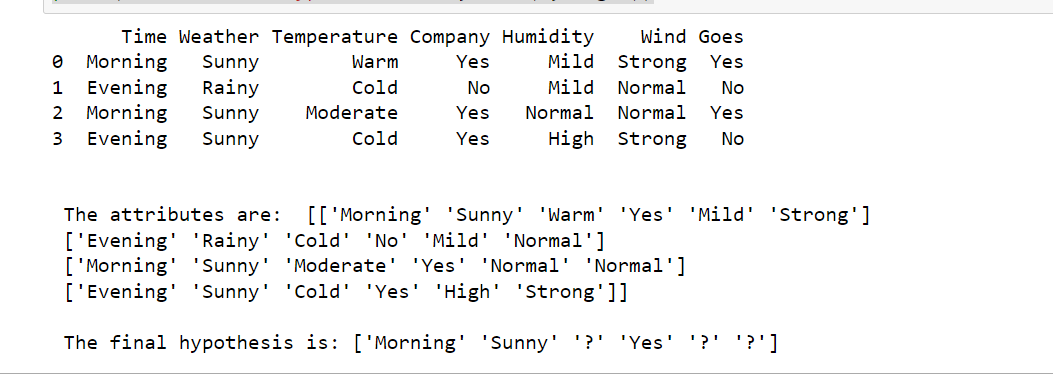 Time Weather Temperature Company Humidity Wind Goes
0 Morning Sunny Warm Yes Mild Strong Yes
1 Evening Rainy Cold No Mild Normal No
2 Morning Sunny Moderate Yes Normal Normal Yes
3 Evening Sunny Cold Yes High Strong No
The attributes are: [['Morning' 'Sunny' 'Warm' 'Yes' 'Mild' 'Strong']
['Evening' 'Rainy' 'Cold' 'No' 'Mild' 'Normal']
['Morning' 'Sunny' 'Moderate' 'Yes' 'Normal' 'Normal']
['Evening' 'Sunny' 'Cold' 'Yes' 'High' 'Strong']]
The final hypothesis is: ['Morning' 'Sunny' '?' 'Yes' '?' '?']